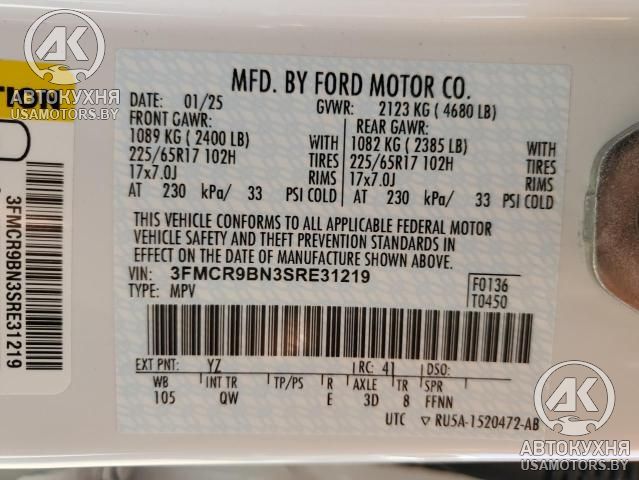 MFD. BY FORD MOTOR CO.
DATE: 01/25 GVWR: 2123 KG ( 4680 LB)
FRONT GAWR: REAR GAWR:
1089 KG ( 2400 LB) WITH 1082 KG ( 2385 LB) WITH
225/65R17 102H TIRES 225/65R17 102H TIRES
17x7.0J RIMS 17x7.0J RIMS
AT 230 kPa/ 33 PSI COLD AT 230 kPa/ 33 PSI COLD
THIS VEHICLE CONFORMS TO ALL APPLICABLE FEDERAL MOTOR
VEHICLE SAFETY AND THEFT PREVENTION STANDARDS IN
EFFECT ON THE DATE OF MANUFACTURE SHOWN ABOVE.
VIN: 3FMCR9BN3SRE31219 F0136
TYPE: MPV T0450
EXT PNT: YZ RC: 41 DSO:
WB INT TR TP/PS R AXLE TR SPR
105 QW E 3D 8 FFNN
UTC ▽ RU5A-1520472-AB
3FMCR9BN3SRE31219
TION
АК
АВТОКУХНЯ
USAMOTORS.BY
АК
АВТОКУХНЯ
USAMOTORS.BY